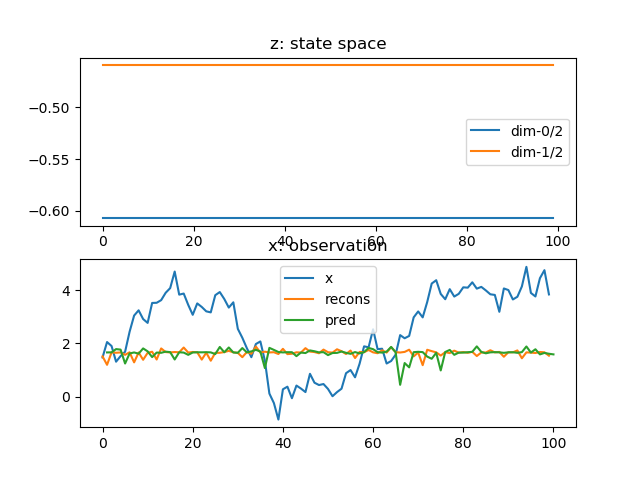 z: state space
−0.50
−0.55
−0.60
dim-0/2
dim-1/2
0 20 40 60 80 100
x: observation
4
2
0
x
recons
pred
0 20 40 60 80 100